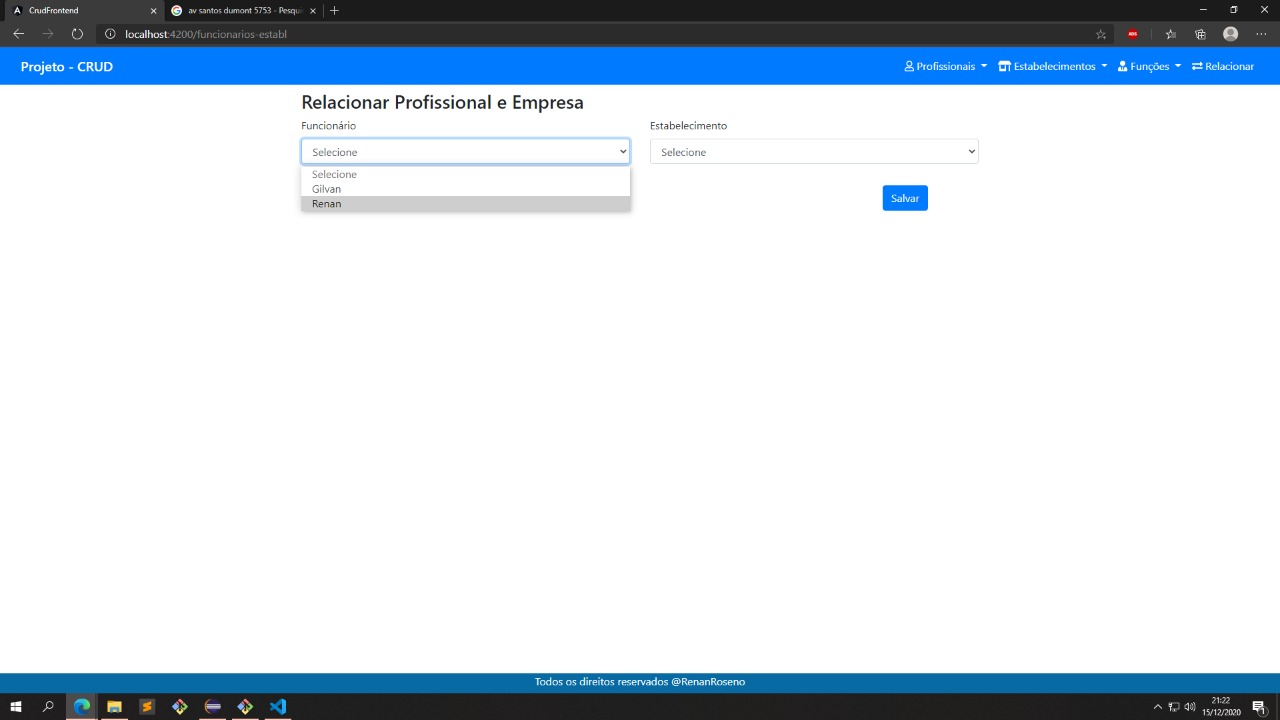 CrudFrontend
av santos dumont 5753 - Pesqui
localhost:4200/funcionarios-establ
Projeto - CRUD
Profissionais
Estabelecimentos
Funções
Relacionar
Relacionar Profissional e Empresa
Funcionário
Estabelecimento
Selecione
Selecione
Selecione
Gilvan
Renan
Salvar
Todos os direitos reservados @RenanRoseno
21:22
15/12/2020